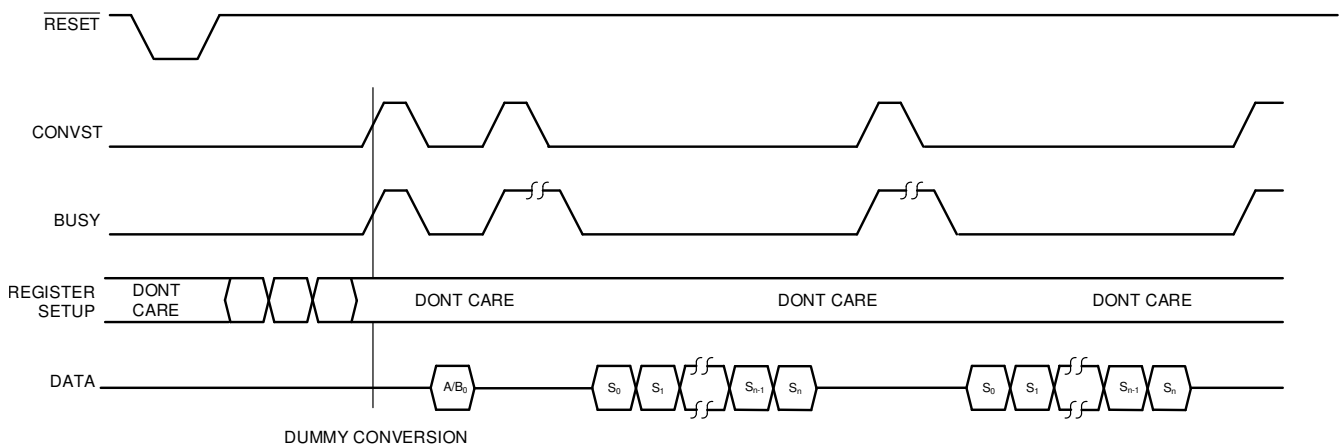 RESET
CONVST
BUSY
REGISTER
SETUP
DONT
CARE
DONT CARE
DONT CARE
DONT CARE
DATA
A/B0
S0
S1
Sn-1
Sn
S0
S1
Sn-1
Sn
DUMMY CONVERSION